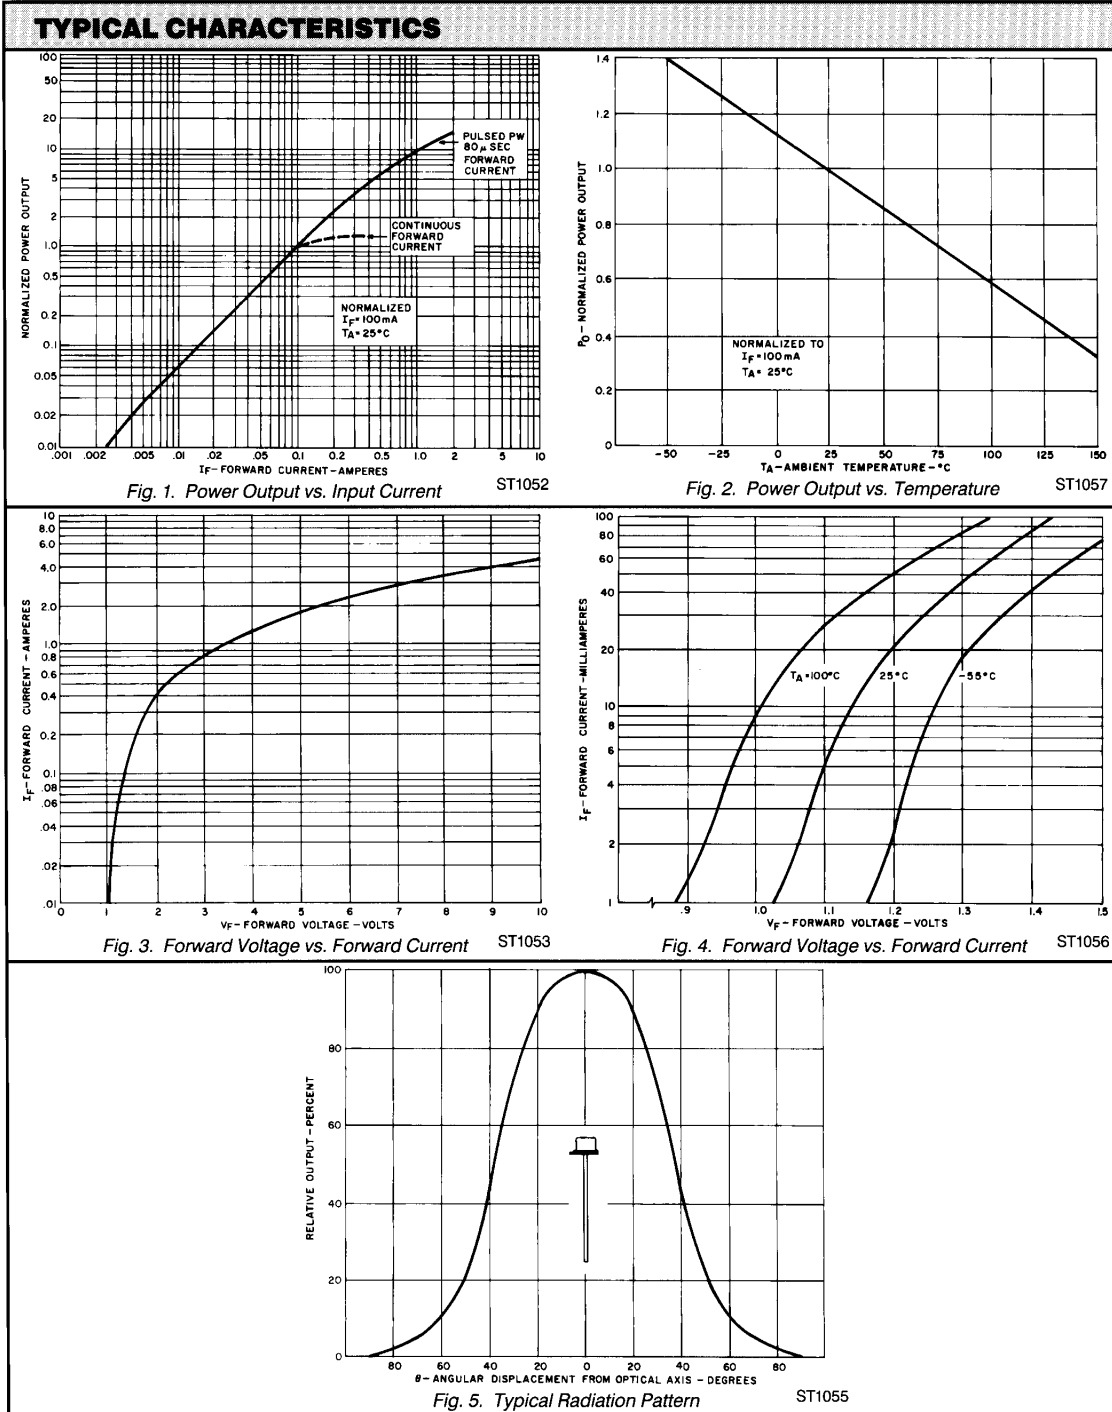 TYPICAL CHARACTERISTICS
100
50
20
10
5
2
1.0
0.5
0.2
0.1
0.05
0.02
0.01
NORMALIZED POWER OUTPUT
PULSED PW
80 μ SEC
FORWARD
CURRENT
CONTINUOUS
FORWARD
CURRENT
NORMALIZED
IF=100mA
TA=25°C
.001 .002 .005 .01 .02 .05 0.1 0.2 0.5 1.0 2 5 10
IF-FORWARD CURRENT-AMPERES
Fig. 1. Power Output vs. Input Current
ST1052
1.4
1.2
1.0
0.8
0.6
0.4
0.2
0
PO-NORMALIZED POWER OUTPUT
NORMALIZED TO
IF=100mA
TA= 25°C
-50 -25 0 25 50 75 100 125 150
TA-AMBIENT TEMPERATURE-°C
Fig. 2. Power Output vs. Temperature
ST1057
10
8.0
6.0
4.0
2.0
1.0
0.8
0.6
0.4
0.2
0.1
.08
.06
.04
.02
.01
IF-FORWARD CURRENT-AMPERES
0 1 2 3 4 5 6 7 8 9 10
VF-FORWARD VOLTAGE-VOLTS
Fig. 3. Forward Voltage vs. Forward Current
ST1053
100
80
60
40
20
10
8
6
4
2
1
IF-FORWARD CURRENT-MILLIAMPERES
TA=100°C
25°C
-55°C
.9 1.0 1.1 1.2 1.3 1.4 1.5
VF-FORWARD VOLTAGE-VOLTS
Fig. 4. Forward Voltage vs. Forward Current
ST1056
100
80
60
40
20
0
RELATIVE OUTPUT-PERCENT
80 60 40 20 0 20 40 60 80
θ-ANGULAR DISPLACEMENT FROM OPTICAL AXIS - DEGREES
Fig. 5. Typical Radiation Pattern
ST1055